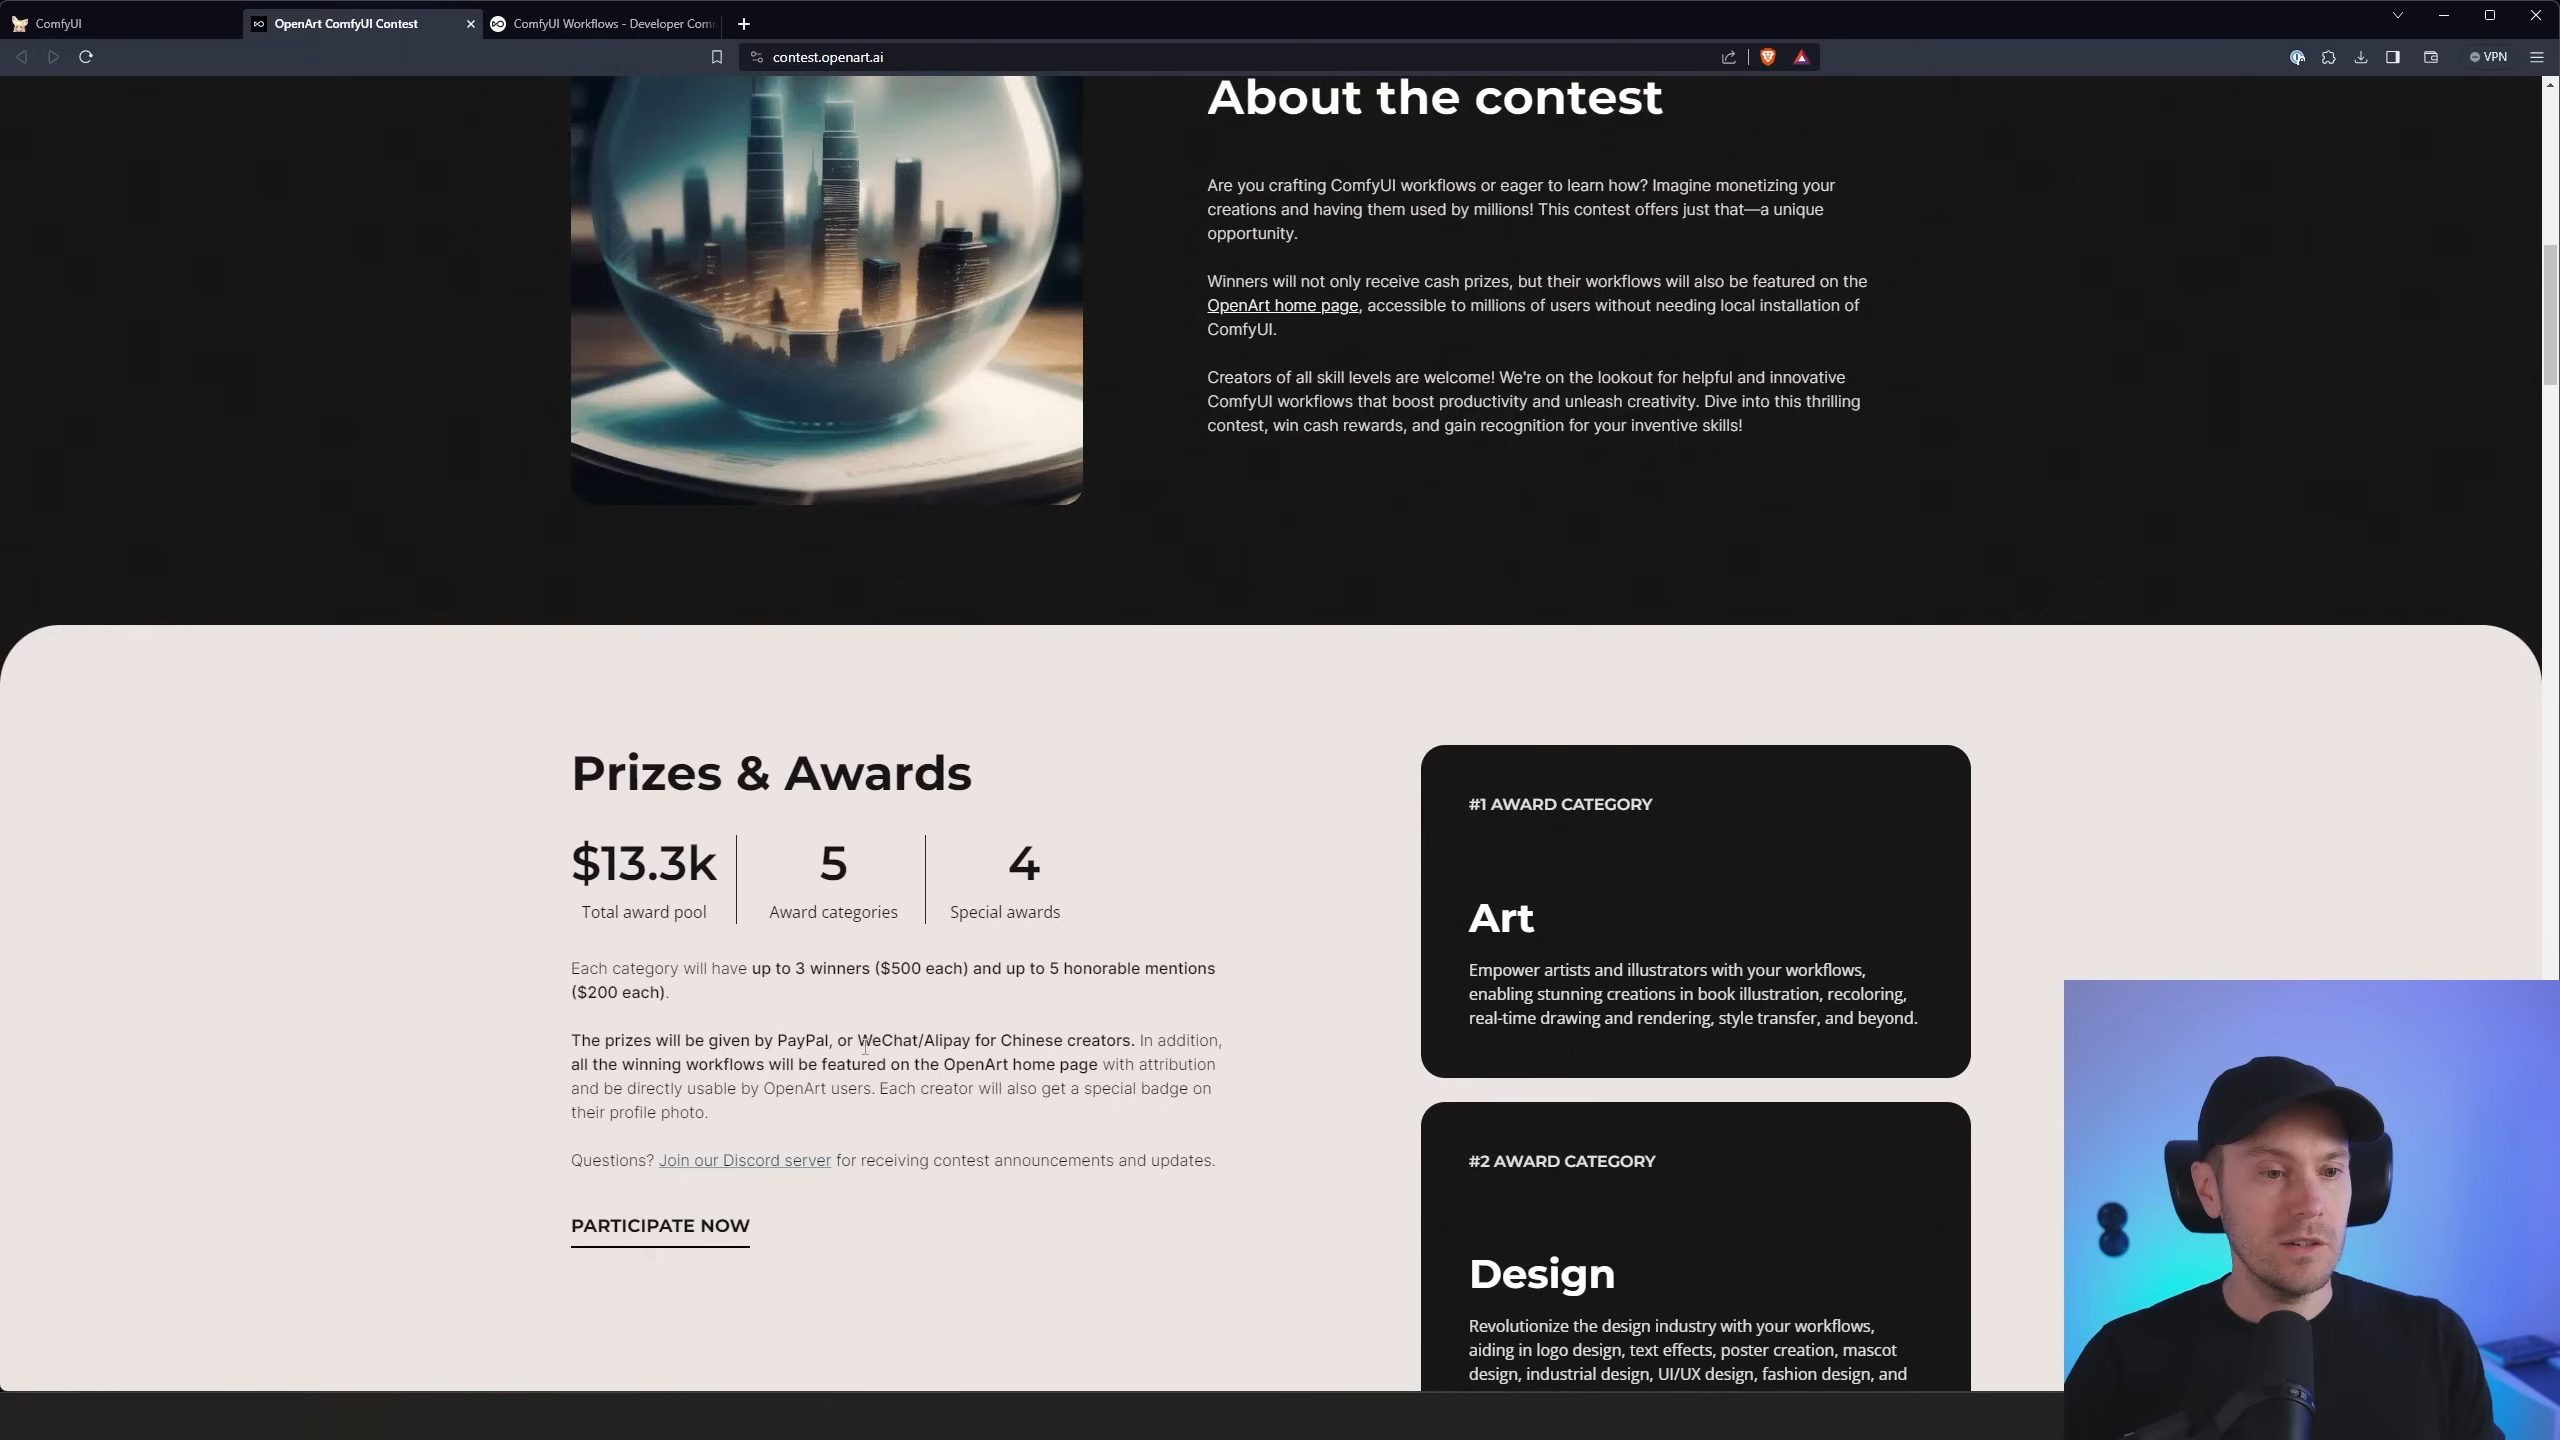 ComfyUI
OpenArt ComfyUI Contest
ComfyUI Workflows - Developer Com
contest.openart.ai
VPN
About the contest
Are you crafting ComfyUI workflows or eager to learn how? Imagine monetizing your
creations and having them used by millions! This contest offers just that—a unique
opportunity.
Winners will not only receive cash prizes, but their workflows will also be featured on the
OpenArt home page, accessible to millions of users without needing local installation of
ComfyUI.
Creators of all skill levels are welcome! We're on the lookout for helpful and innovative
ComfyUI workflows that boost productivity and unleash creativity. Dive into this thrilling
contest, win cash rewards, and gain recognition for your inventive skills!
Prizes & Awards
$13.3k
Total award pool
5
Award categories
4
Special awards
Each category will have up to 3 winners ($500 each) and up to 5 honorable mentions
($200 each).
The prizes will be given by PayPal, or WeChat/Alipay for Chinese creators. In addition,
all the winning workflows will be featured on the OpenArt home page with attribution
and be directly usable by OpenArt users. Each creator will also get a special badge on
their profile photo.
Questions? Join our Discord server for receiving contest announcements and updates.
PARTICIPATE NOW
#1 AWARD CATEGORY
Art
Empower artists and illustrators with your workflows,
enabling stunning creations in book illustration, recoloring,
real-time drawing and rendering, style transfer, and beyond.
#2 AWARD CATEGORY
Design
Revolutionize the design industry with your workflows,
aiding in logo design, text effects, poster creation, mascot
design, industrial design, UI/UX design, fashion design, and